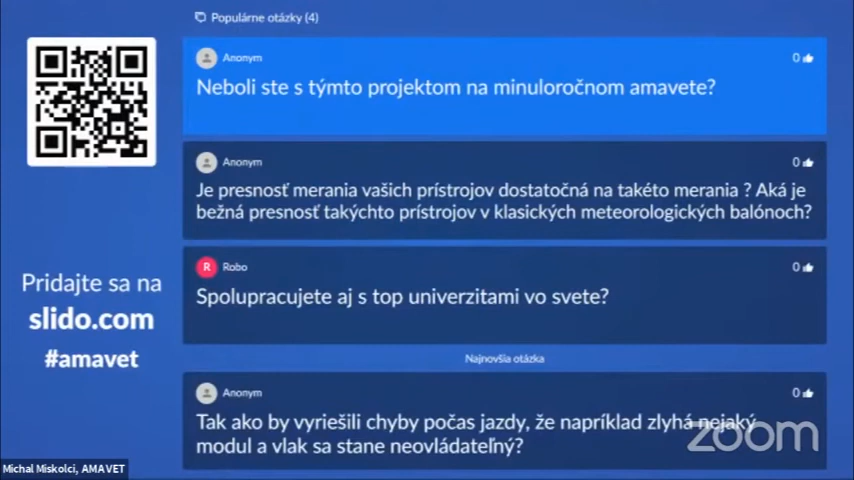 Populárne otázky (4)
Anonym
0
Neboli ste s týmto projektom na minuloročnom amavete?
Anonym
0
Je presnosť merania vašich prístrojov dostatočná na takéto merania ? Aká je
bežná presnosť takýchto prístrojov v klasických meteorologických balónoch?
R
Robo
0
Spolupracujete aj s top univerzitami vo svete?
Pridajte sa na
slido.com
#amavet
Najnovšia otázka
Anonym
0
Tak ako by vyriešili chyby počas jazdy, že napríklad zlyhá nejaký
modul a vlak sa stane neovládateľný?
zoom
Michal Miskolci, AMAVET